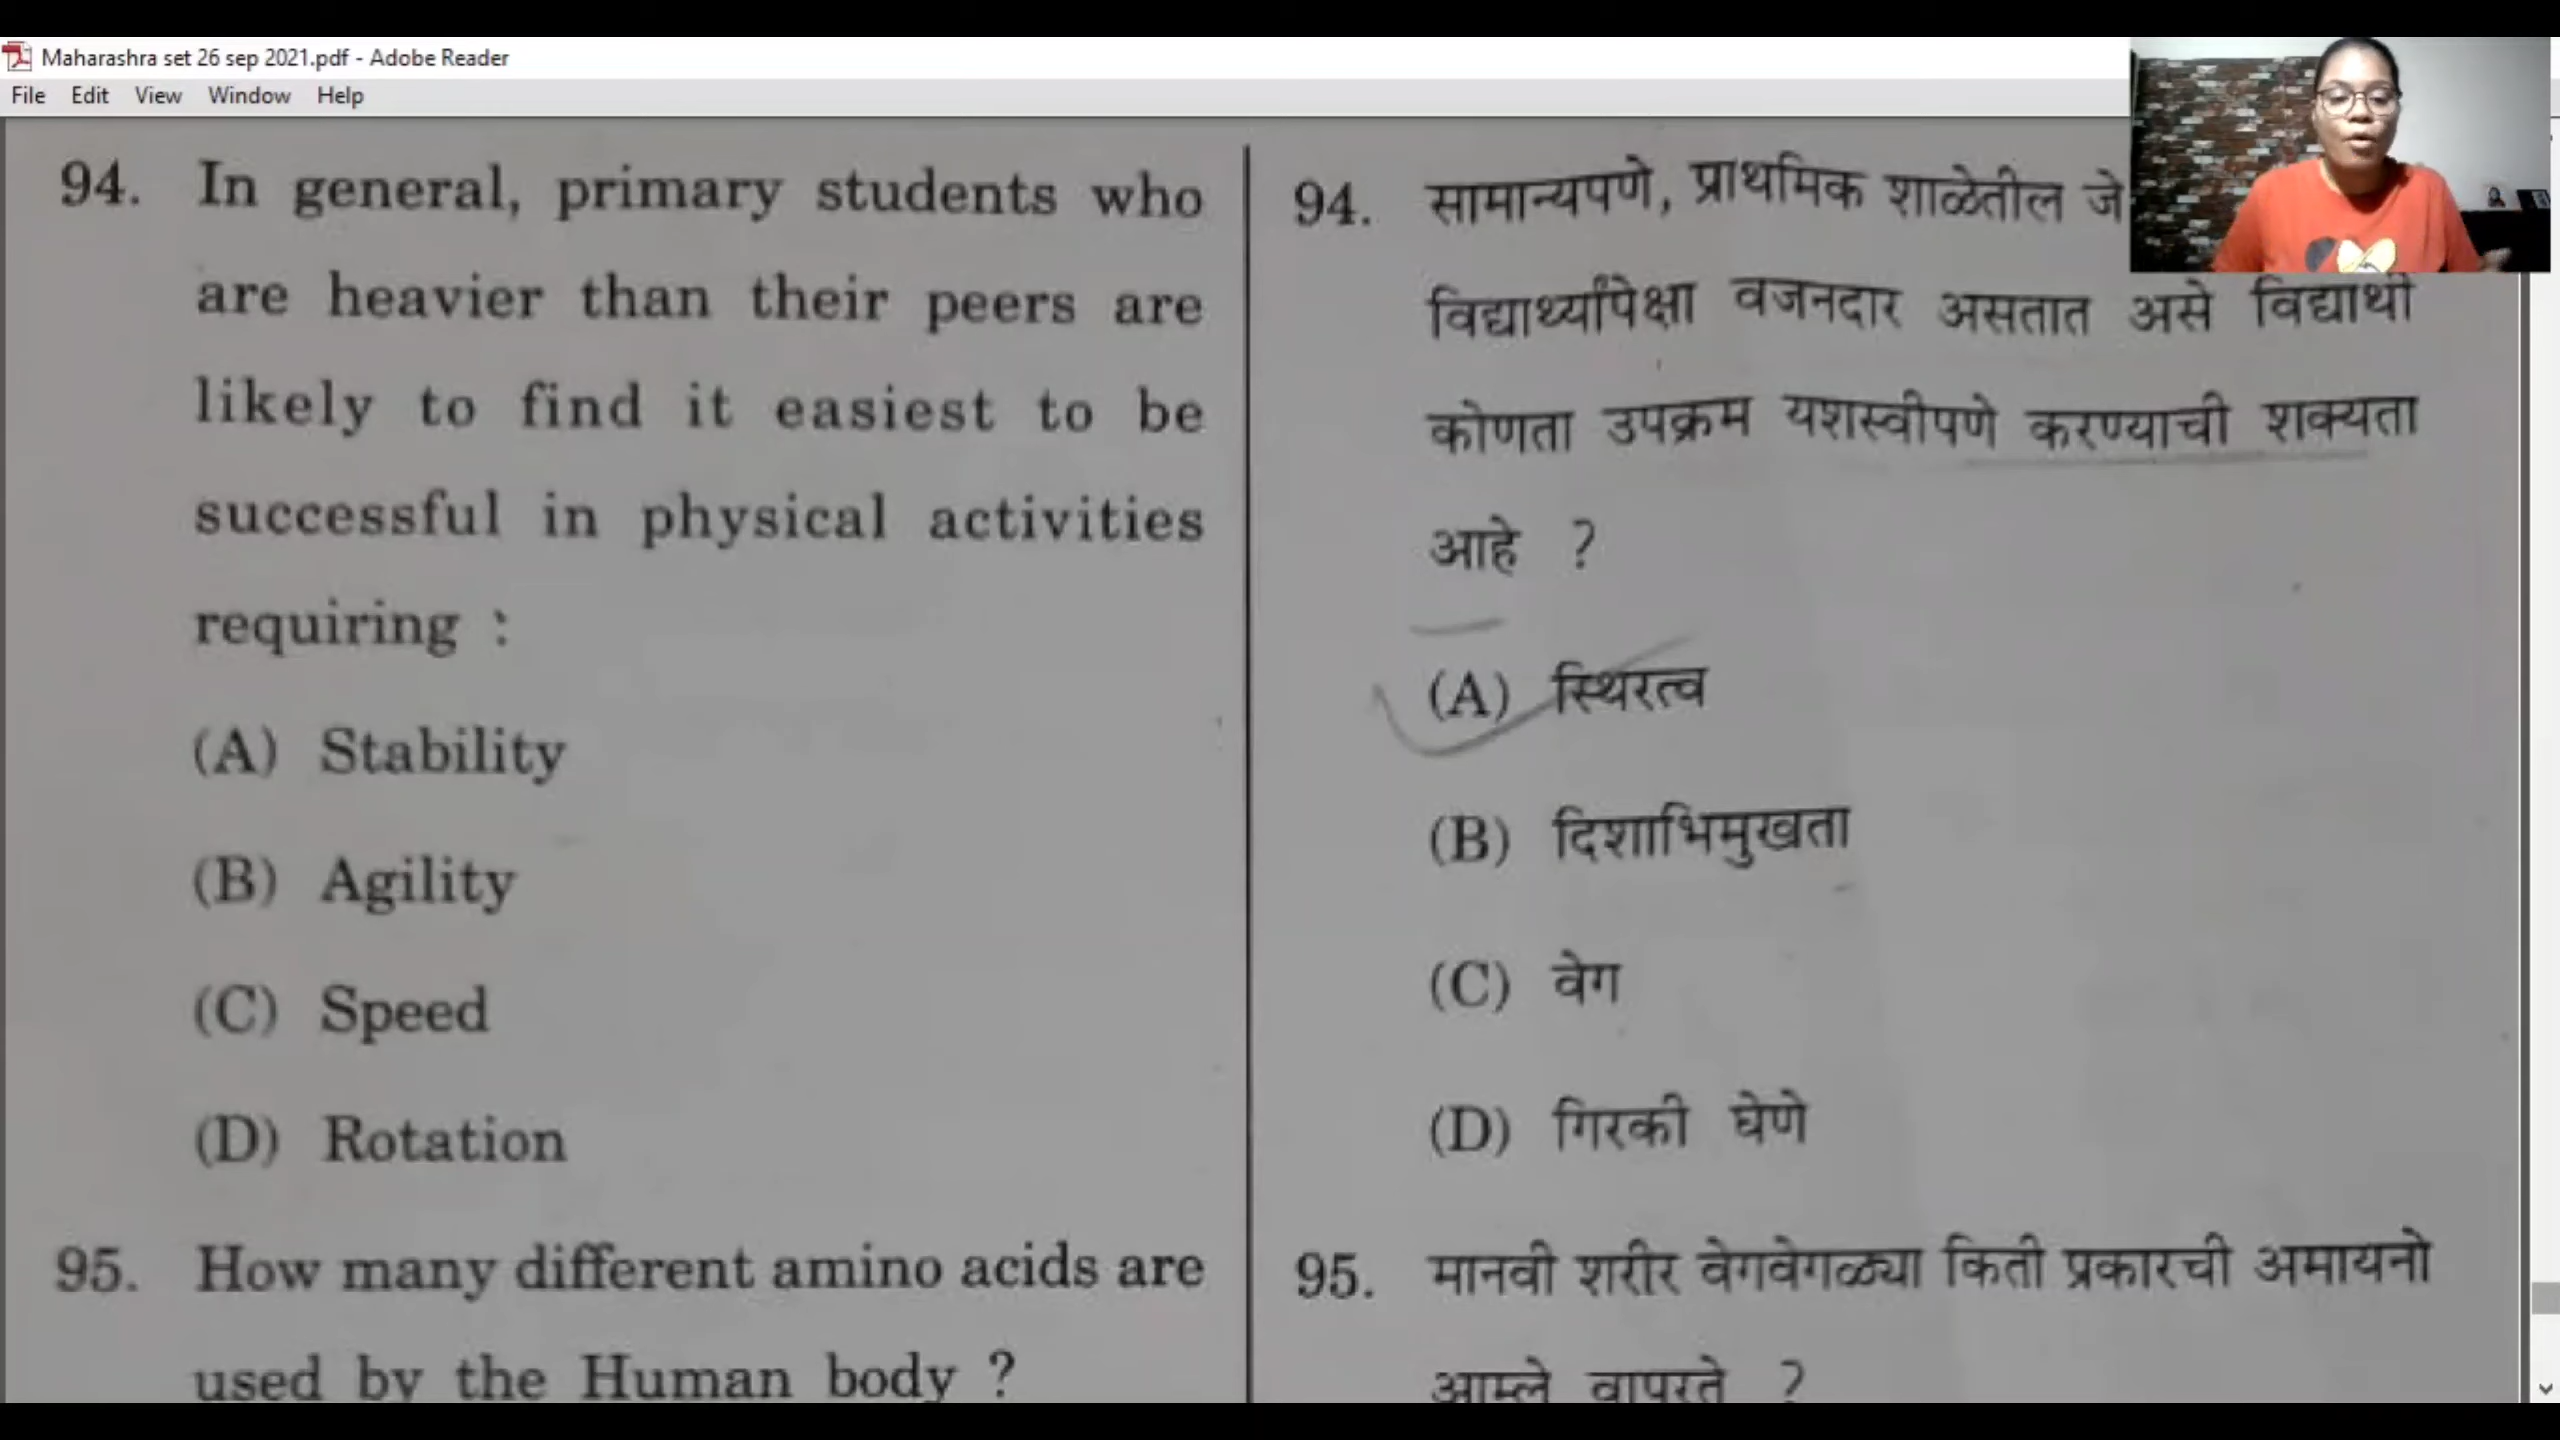 Maharashra set 26 sep 2021.pdf - Adobe Reader
File Edit View Window Help
94. In general, primary students who
are heavier than their peers are
likely to find it easiest to be
successful in physical activities
requiring :
(A) Stability
(B) Agility
(C) Speed
(D) Rotation
95. How many different amino acids are
used by the Human body ?
94. सामान्यपणे, प्राथमिक शाळेतील जे
विद्यार्थ्यांपेक्षा वजनदार असतात असे विद्यार्थी
कोणता उपक्रम यशस्वीपणे करण्याची शक्यता
आहे ?
(A) स्थिरत्व
(B) दिशाभिमुखता
(C) वेग
(D) गिरकी घेणे
95. मानवी शरीर वेगवेगळ्या किती प्रकारची अमायनो
आम्ले वापरते ?